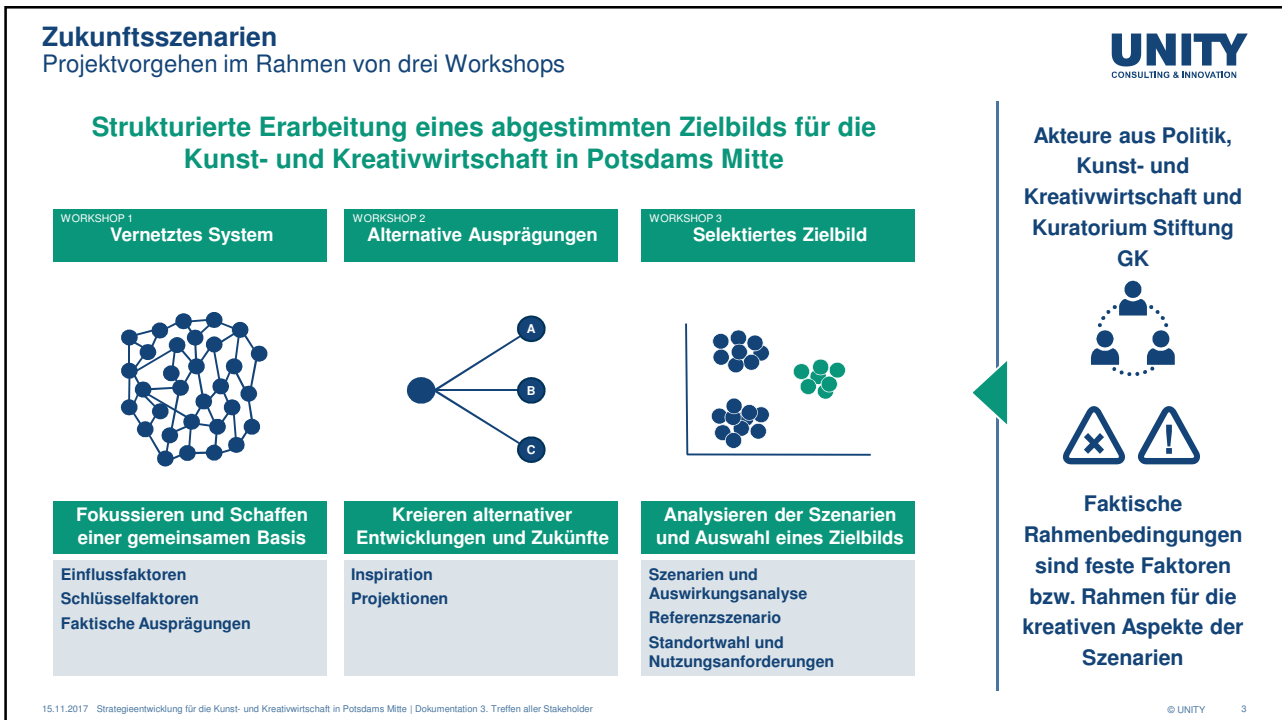 Zukunftsszenarien
Projektvorgehen im Rahmen von drei Workshops
UNITY
CONSULTING & INNOVATION
Strukturierte Erarbeitung eines abgestimmten Zielbilds für die
Kunst- und Kreativwirtschaft in Potsdams Mitte
WORKSHOP 1
Vernetztes System
WORKSHOP 2
Alternative Ausprägungen
WORKSHOP 3
Selektiertes Zielbild
A
B
C
Fokussieren und Schaffen
einer gemeinsamen Basis
Kreieren alternativer
Entwicklungen und Zukünfte
Analysieren der Szenarien
und Auswahl eines Zielbilds
Einflussfaktoren
Schlüsselfaktoren
Faktische Ausprägungen
Inspiration
Projektionen
Szenarien und
Auswirkungsanalyse
Referenzszenario
Standortwahl und
Nutzungsanforderungen
Akteure aus Politik,
Kunst- und
Kreativwirtschaft und
Kuratorium Stiftung
GK
Faktische
Rahmenbedingungen
sind feste Faktoren
bzw. Rahmen für die
kreativen Aspekte der
Szenarien
15.11.2017 Strategieentwicklung für die Kunst- und Kreativwirtschaft in Potsdams Mitte | Dokumentation 3. Treffen aller Stakeholder
© UNITY 3